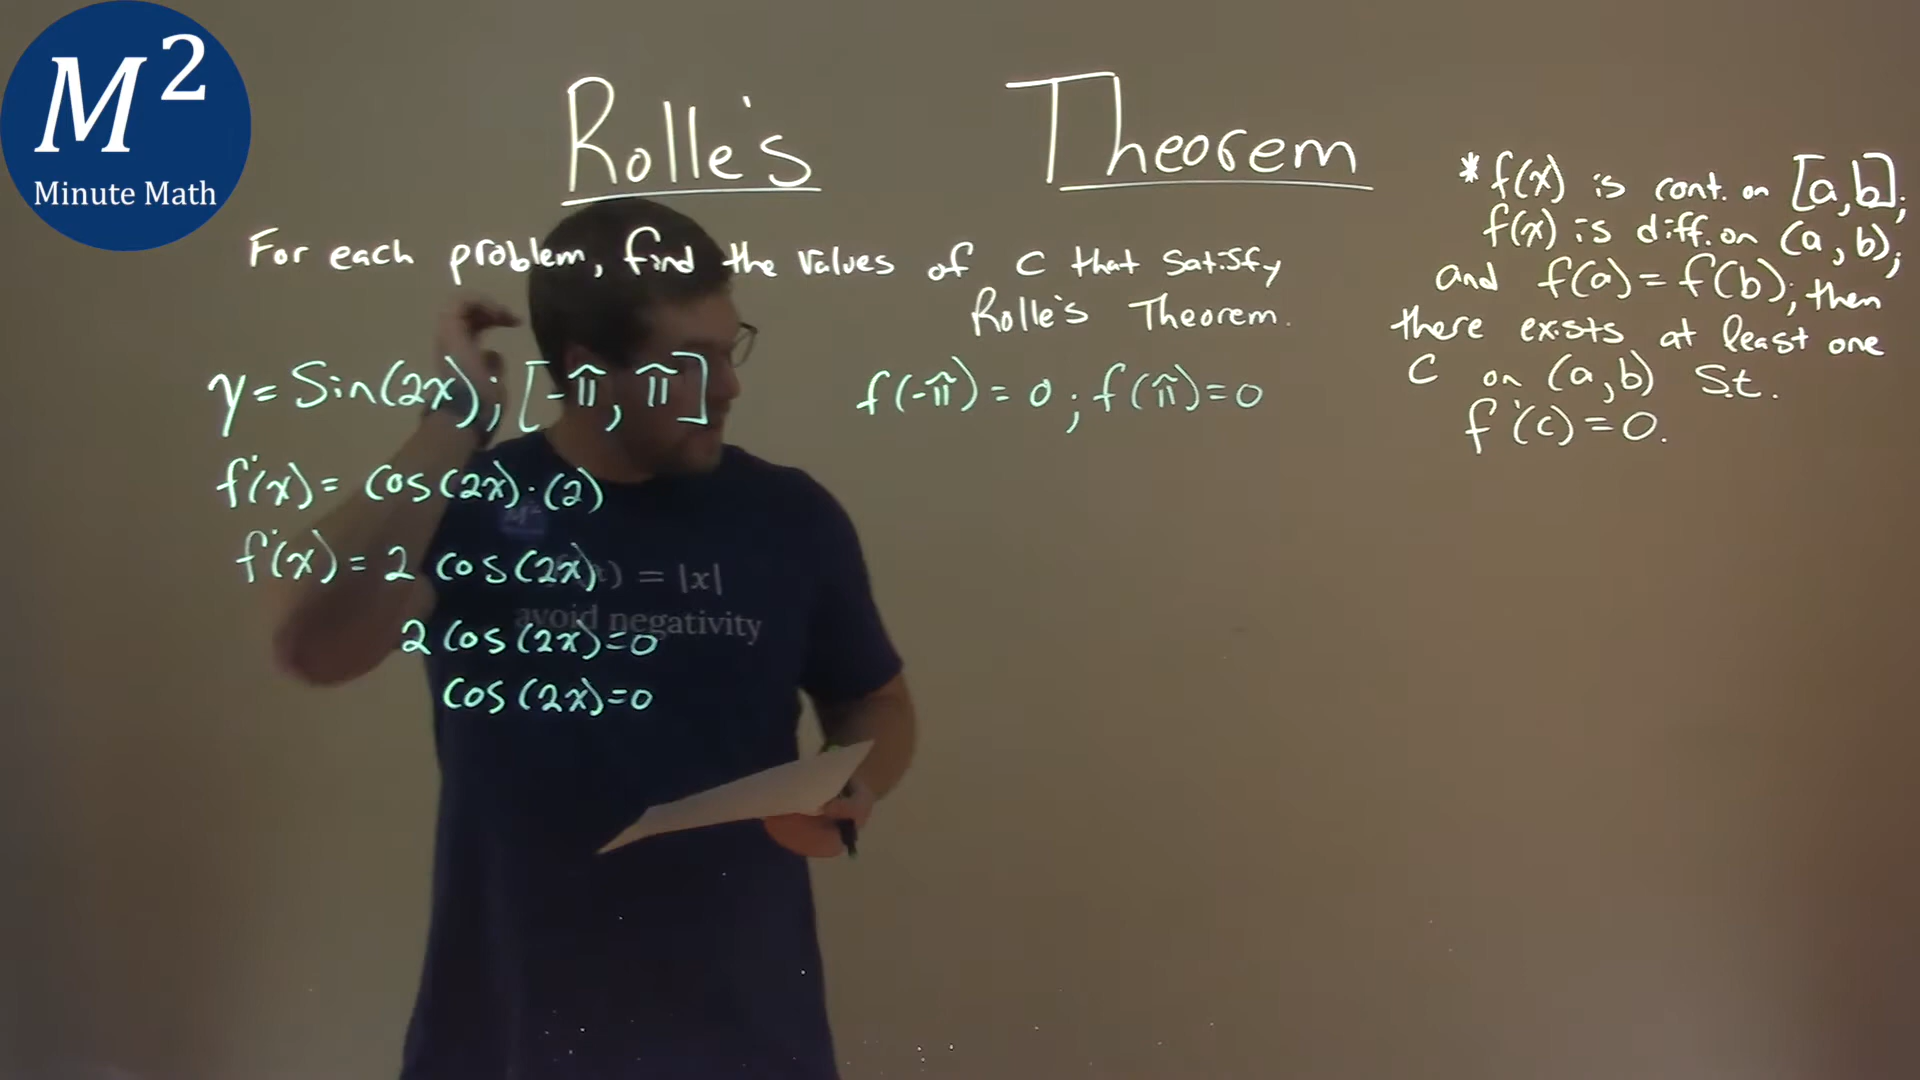 M²
Minute Math
Rolle's Theorem
For each problem, find the values of c that satisfy
Rolle's Theorem.
y = Sin(2x); [-π, π]
f'(x) = cos(2x)·(2)
f'(x) = 2 cos(2x)
2 cos(2x)=0
cos(2x)=0
f(-π) = 0; f(π)=0
* f(x) is cont. on [a,b];
f(x) is diff. on (a,b);
and f(a) = f(b); then
there exists at least one
c on (a,b) s.t.
f'(c) = 0.
M²
) = |x|
avoid negativity